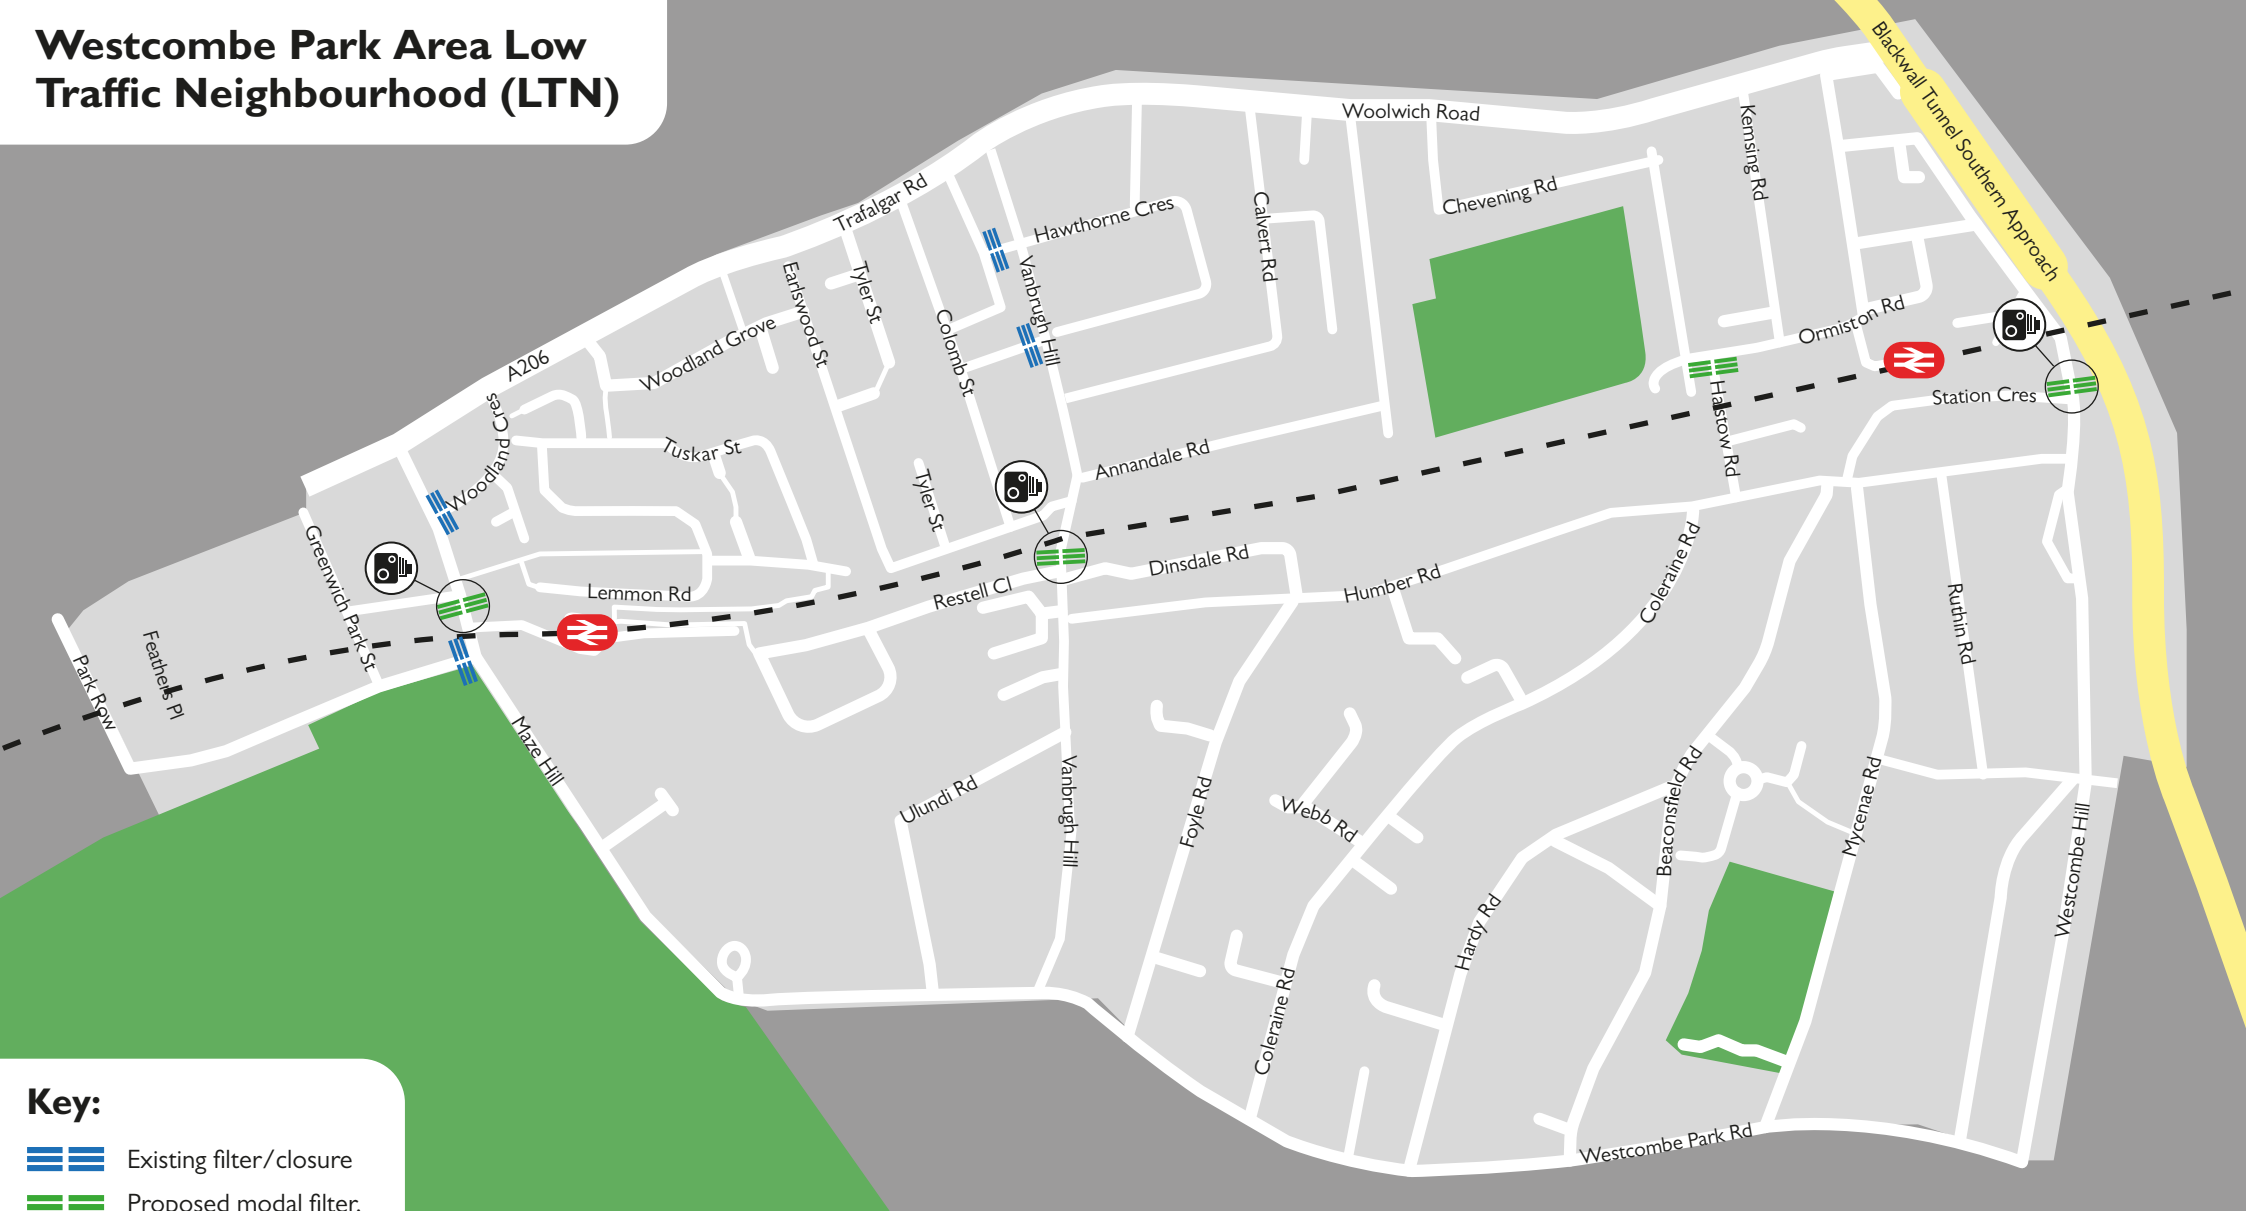 Westcombe Park Area Low
Traffic Neighbourhood (LTN)
Blackwall Tunnel Southern Approach
Woolwich Road
Kemsing Rd
Trafalgar Rd
Chevening Rd
Hawthorne Cres
Calvert Rd
Vanbrugh Hill
Tyler St
Earlswood St
Colomb St
Woodland Grove
Ormiston Rd
A206
Station Cres
Halstow Rd
Woodland Cres
Tuskar St
Annandale Rd
Tyler St
Greenwich Park St
Dinsdale Rd
Coleraine Rd
Lemmon Rd
Restell Cl
Humber Rd
Ruthin Rd
Feathers Pl
Park Row
Maze Hill
Ulundi Rd
Vanbrugh Hill
Foyle Rd
Webb Rd
Beaconsfield Rd
Mycenae Rd
Westcombe Hill
Hardy Rd
Coleraine Rd
Westcombe Park Rd
Key:
Existing filter/closure
Proposed modal filter.